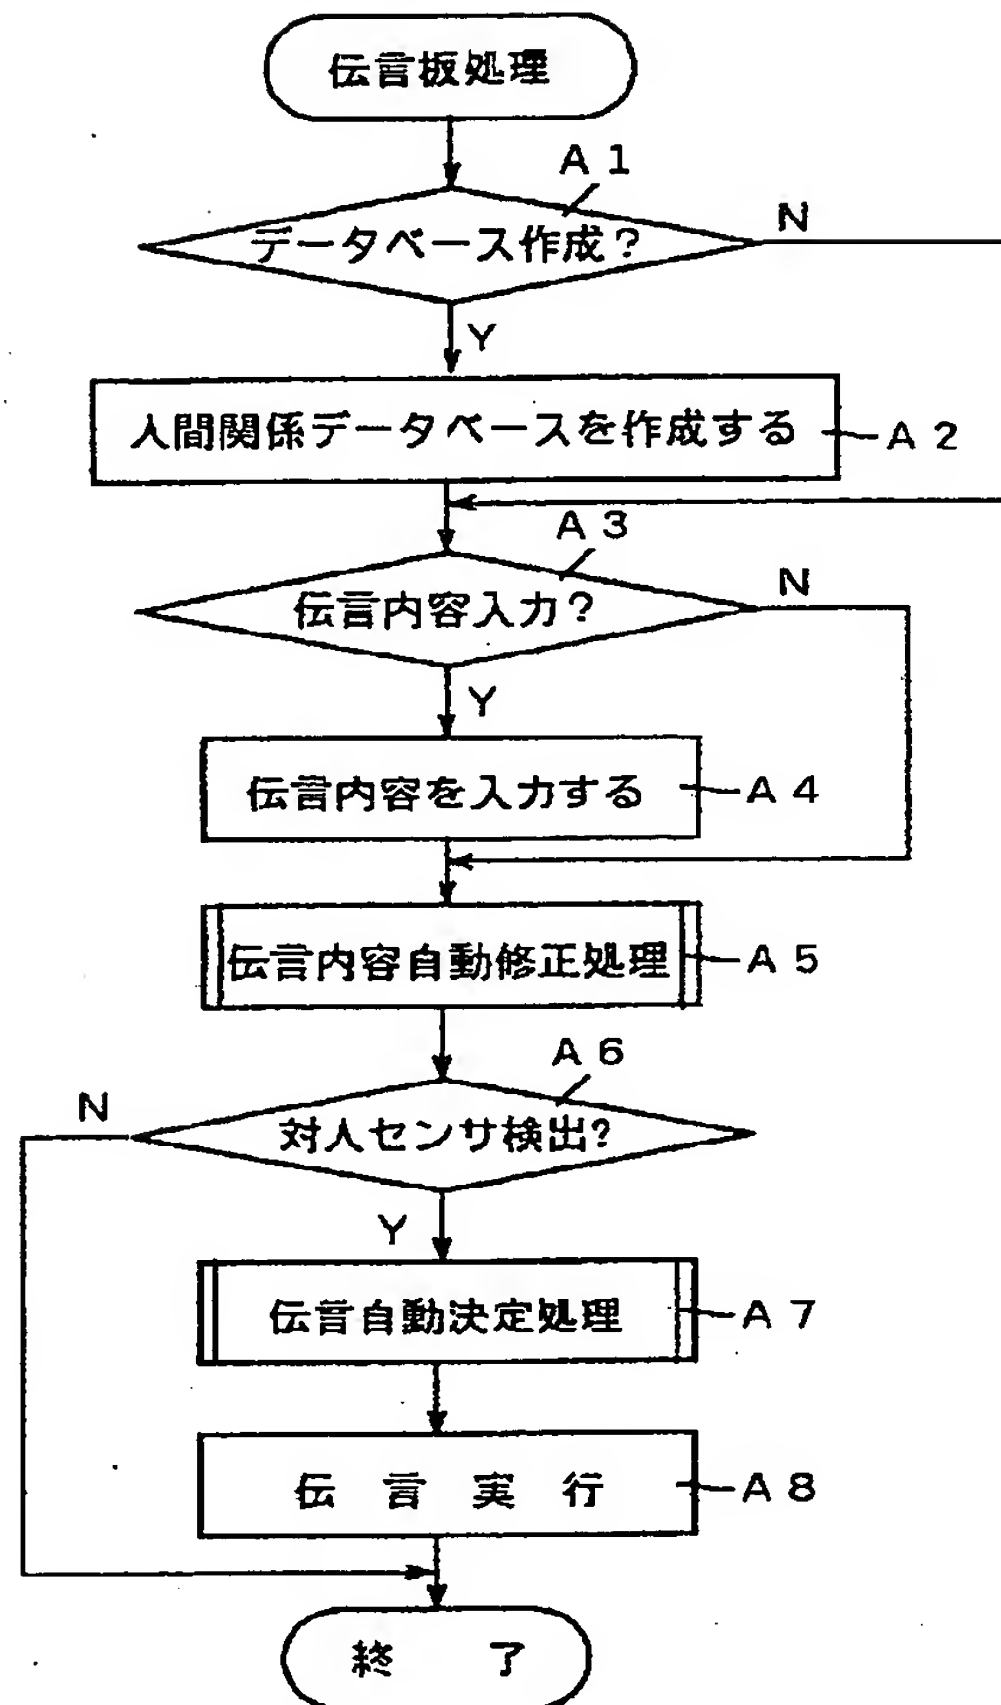 伝言板処理
A1
データベース作成?
N
Y
人間関係データベースを作成する
A2
A3
伝言内容入力?
N
Y
伝言内容を入力する
A4
伝言内容自動修正処理
A5
A6
N
対人センサ検出?
Y
伝言自動決定処理
A7
伝言実行
A8
終了